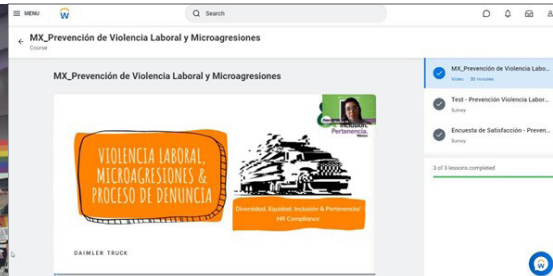 MENU
Search
MX_Prevención de Violencia Laboral y Microagresiones
Course
MX_Prevención de Violencia Laboral y Microagresiones
Inclusión.
Pertenencia.
VIOLENCIA LABORAL,
MICROAGRESIONES &
PROCESO DE DENUNCIA
Diversidad, Equidad, Inclusión & Pertenencia/
HR Compliance
DAIMLER TRUCK
MX_Prevención de Violencia Labo...
Video 20 minutes
Test - Prevención Violencia Labor...
Survey
Encuesta de Satisfacción - Preven...
Survey
3 of 3 lessons completed